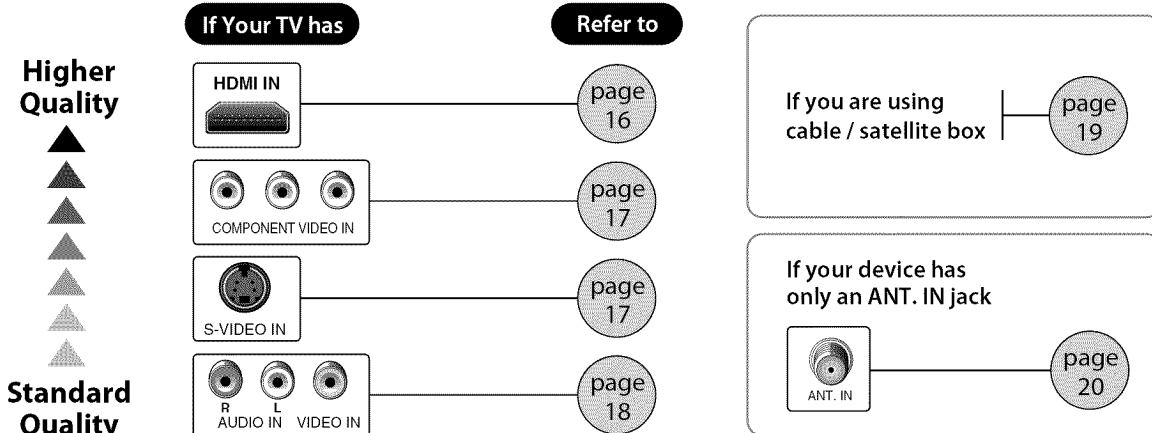 If Your TV has
Refer to
Higher
Quality
HDMI IN
page
16
COMPONENT VIDEO IN
page
17
S-VIDEO IN
page
17
R L
AUDIO IN VIDEO IN
page
18
Standard
Quality
If you are using
cable / satellite box
page
19
If your device has
only an ANT. IN jack
ANT. IN
page
20